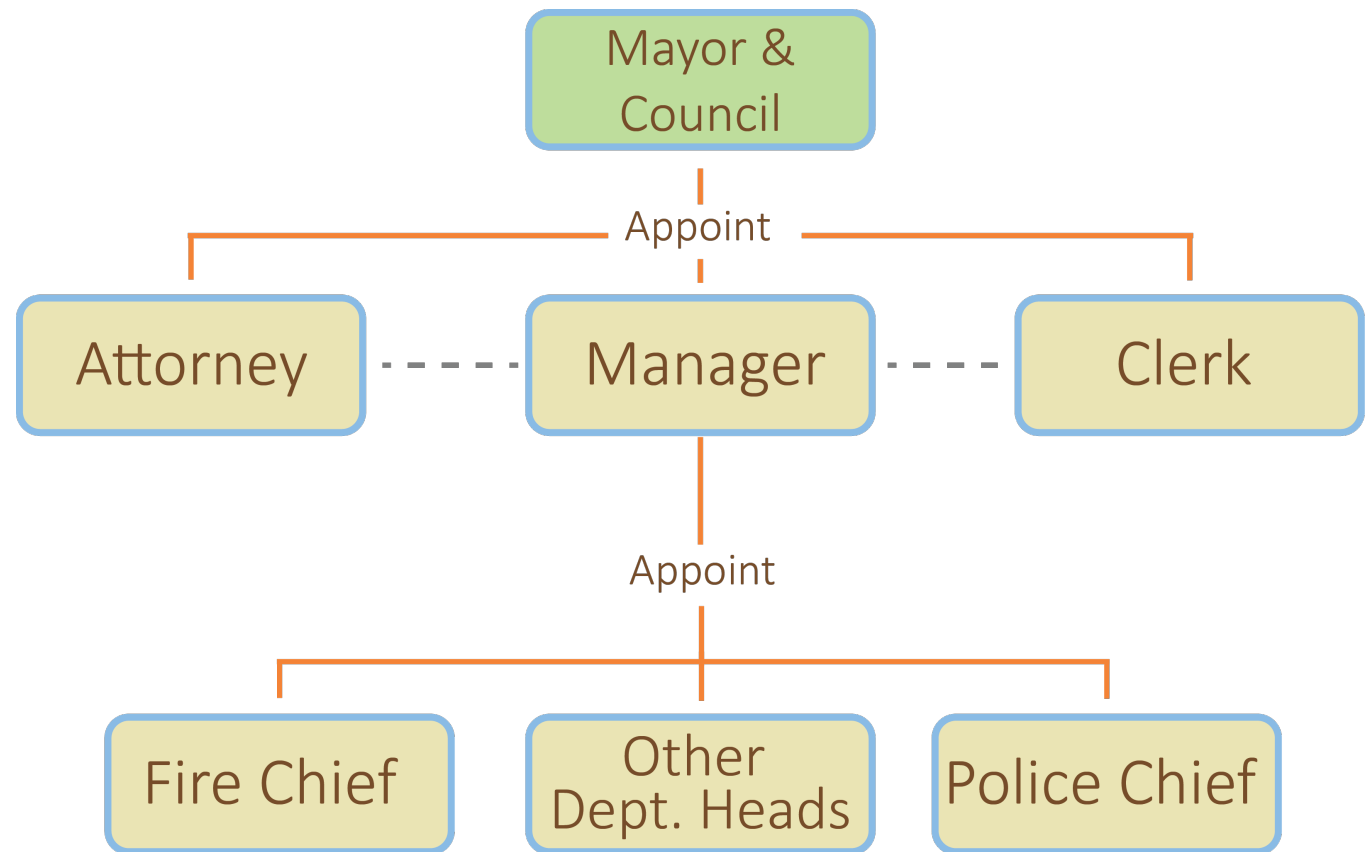 Mayor &
Council
Appoint
Attorney
Manager
Clerk
Appoint
Fire Chief
Other
Dept. Heads
Police Chief